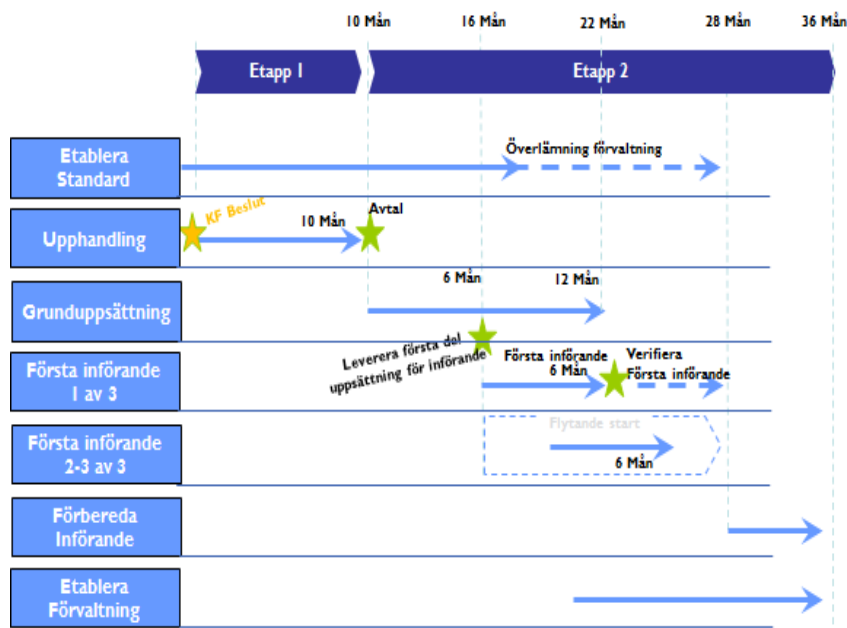 10 Mån
16 Mån
22 Mån
28 Mån
36 Mån
Etapp 1
Etapp 2
Etablera
Standard
Överlämning förvaltning
Upphandling
KF Beslut
10 Mån
Avtal
Grunduppsättning
6 Mån
12 Mån
Leverera första del
uppsättning för införande
Första införande
1 av 3
Första införande
6 Mån
Verifiera
Första införande
Första införande
2-3 av 3
Flytande start
6 Mån
Förbereda
Införande
Etablera
Förvaltning